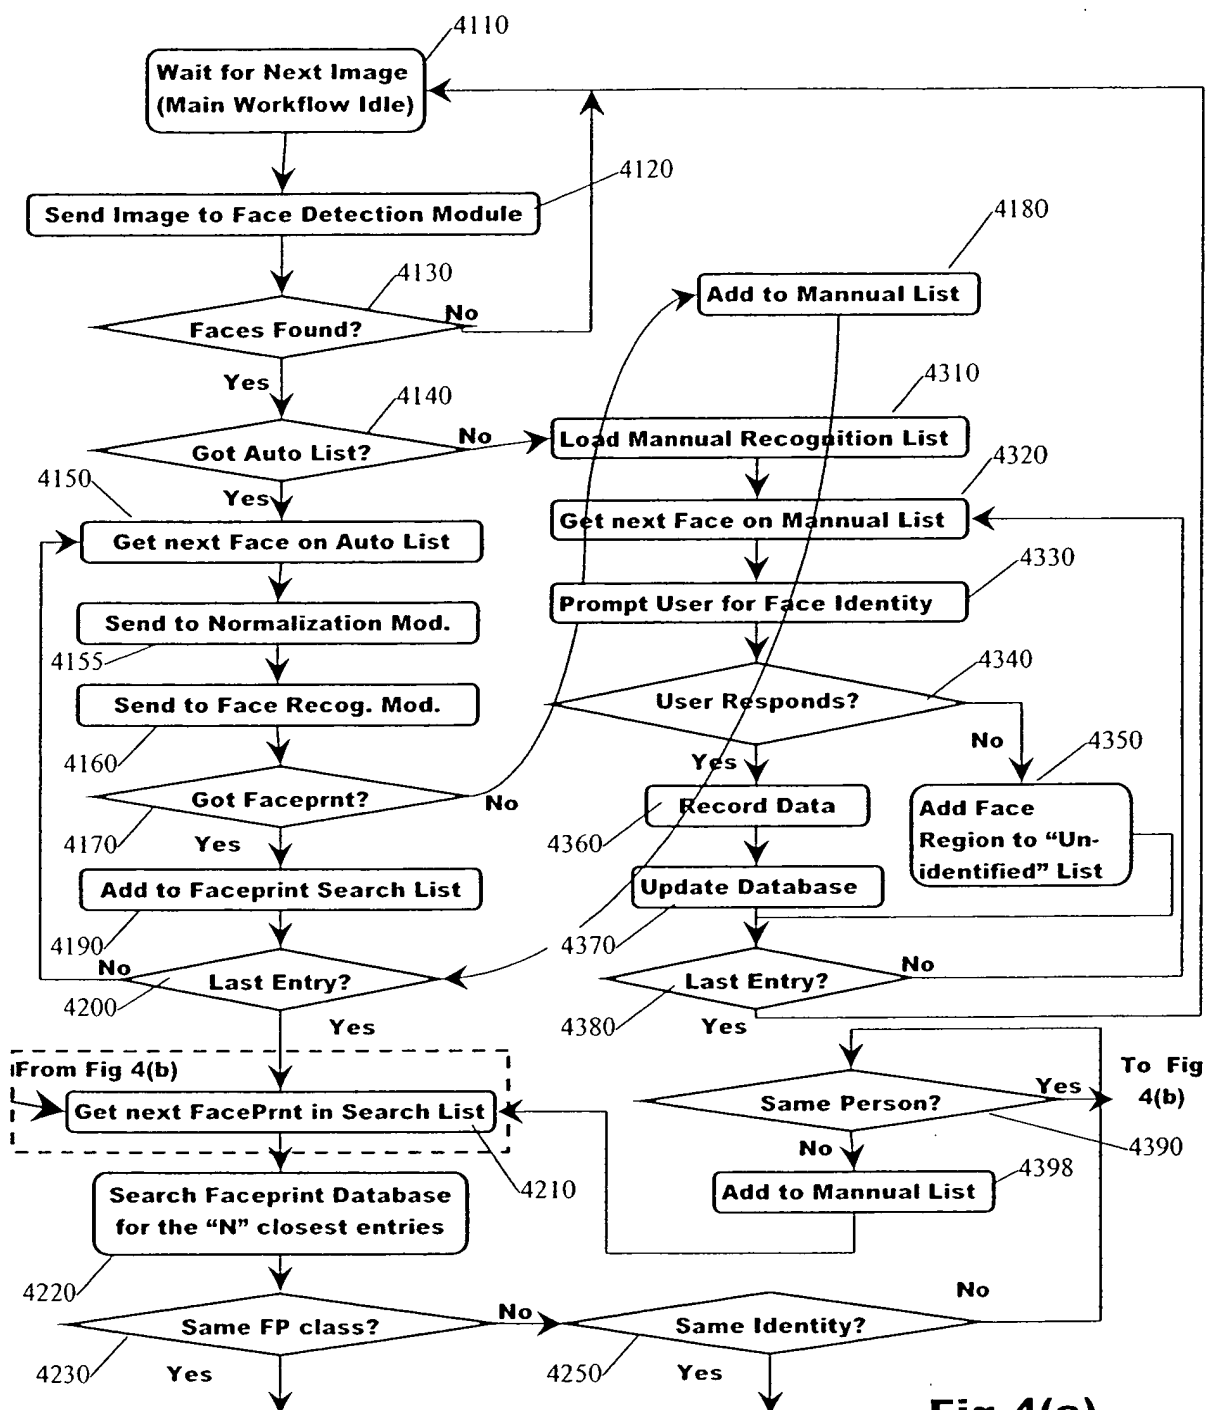 4110
Wait for Next Image
(Main Workflow Idle)
4120
Send Image to Face Detection Module
4180
4130
Add to Mannual List
No
Faces Found?
Yes
4310
4140
No
Load Mannual Recognition List
Got Auto List?
4320
4150
Yes
Get next Face on Mannual List
Get next Face on Auto List
4330
Prompt User for Face Identity
Send to Normalization Mod.
4155
4340
Send to Face Recog. Mod.
User Responds?
4160
No
4350
Yes
Got Faceprnt?
No
Record Data
Add Face
Region to “Un-
identified” List
4170
Yes
4360
Add to Faceprint Search List
Update Database
4190
4370
No
Last Entry?
Last Entry?
No
4200
4380
Yes
Yes
From Fig 4(b)
To Fig
4(b)
Get next FacePrnt in Search List
Same Person?
Yes
No
4390
4210
4398
Search Faceprint Database
for the “N” closest entries
Add to Mannual List
4220
No
No
Same FP class?
Same Identity?
4230
Yes
4250
Yes
Fig 4(a)